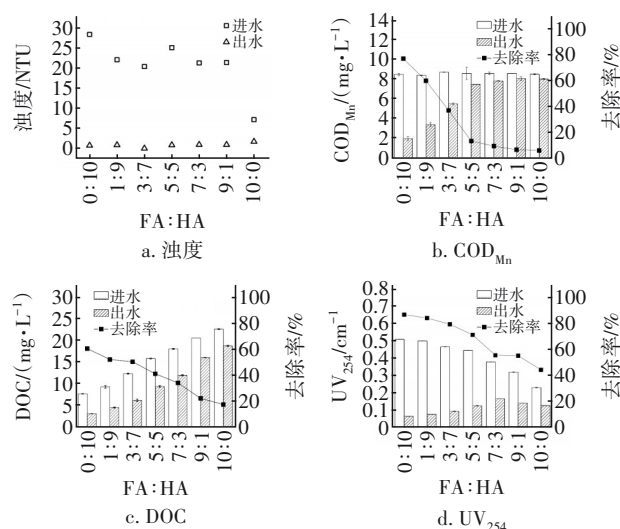 30
25
20
15
10
5
0
浊度/NTU
进水
出水
0:10
1:9
3:7
5:5
7:3
9:1
10:0
FA:HA
a. 浊度
14
12
10
8
6
4
2
0
COD_Mn/(mg·L⁻¹)
进水
出水
去除率
100
80
60
40
20
0
去除率/%
0:10
1:9
3:7
5:5
7:3
9:1
10:0
FA:HA
b. COD_Mn
30
25
20
15
10
5
0
DOC/(mg·L⁻¹)
进水
出水
去除率
100
80
60
40
20
0
去除率/%
0:10
1:9
3:7
5:5
7:3
9:1
10:0
FA:HA
c. DOC
0.8
0.7
0.6
0.5
0.4
0.3
0.2
0.1
0
UV₂₅₄/cm⁻¹
进水
出水
去除率
100
80
60
40
20
0
去除率/%
0:10
1:9
3:7
5:5
7:3
9:1
10:0
FA:HA
d. UV₂₅₄